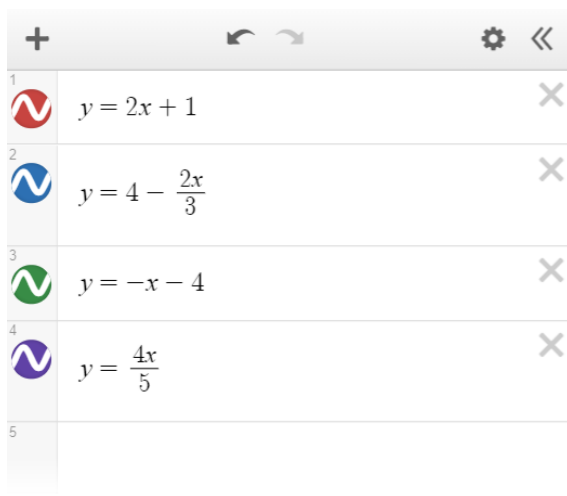 1
y = 2x + 1
2
y = 4 − 2x/3
3
y = −x − 4
4
y = 4x/5
5